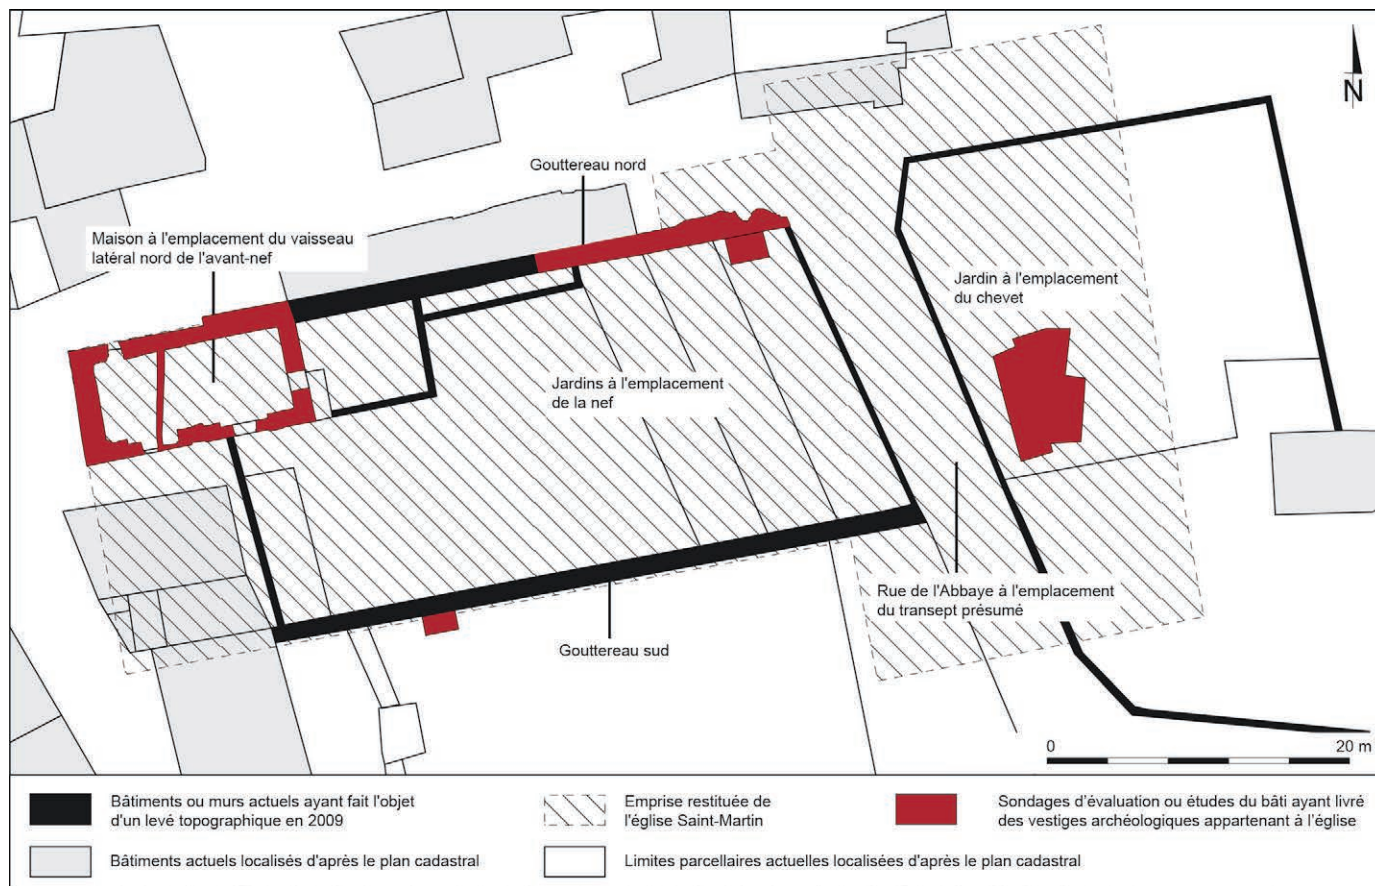 N
Gouttereau nord
Maison à l'emplacement du vaisseau
latéral nord de l'avant-nef
Jardin à l'emplacement
du chevet
Jardins à l'emplacement
de la nef
Rue de l'Abbaye à l'emplacement
du transept présumé
Gouttereau sud
0 20 m
Bâtiments ou murs actuels ayant fait l'objet
d'un levé topographique en 2009
Emprise restituée de
l'église Saint-Martin
Sondages d'évaluation ou études du bâti ayant livré
des vestiges archéologiques appartenant à l'église
Bâtiments actuels localisés d'après le plan cadastral
Limites parcellaires actuelles localisées d'après le plan cadastral